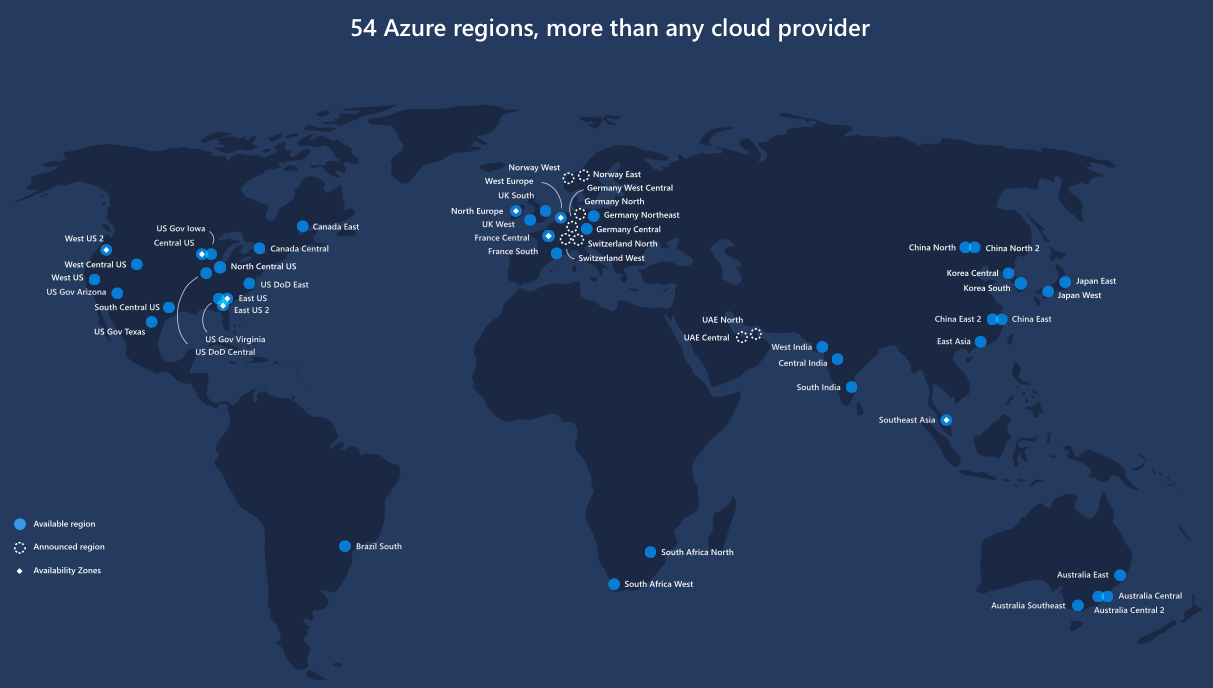 54 Azure regions, more than any cloud provider
Norway West
Norway East
West Europe
Germany West Central
UK South
Germany North
North Europe
Germany Northeast
UK West
Germany Central
France Central
Switzerland North
France South
Switzerland West
US Gov Iowa
Canada East
West US 2
Central US
Canada Central
West Central US
North Central US
West US
US DoD East
US Gov Arizona
East US
South Central US
East US 2
US Gov Texas
US Gov Virginia
US DoD Central
China North
China North 2
Korea Central
Korea South
Japan East
Japan West
China East 2
China East
East Asia
UAE North
UAE Central
West India
Central India
South India
Southeast Asia
Available region
Announced region
Availability Zones
Brazil South
South Africa North
South Africa West
Australia East
Australia Central
Australia Southeast
Australia Central 2